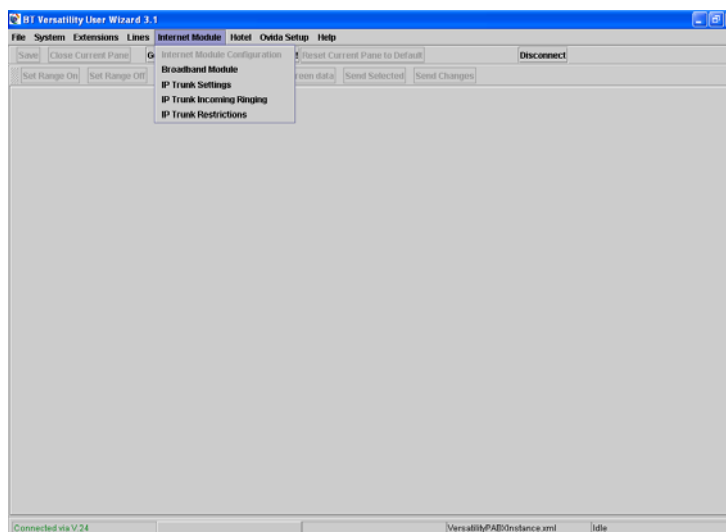 BT Versatility User Wizard 3.1
File System Extensions Lines Internet Module Hotel Ovida Setup Help
Save Close Current Pane Reset Current Pane to Default Disconnect
Set Range On Set Range Off data Send Selected Send Changes
Internet Module Configuration
Broadband Module
IP Trunk Settings
IP Trunk Incoming Ringing
IP Trunk Restrictions
Connected via V.24 VersatilityPABXInstance.xml Idle